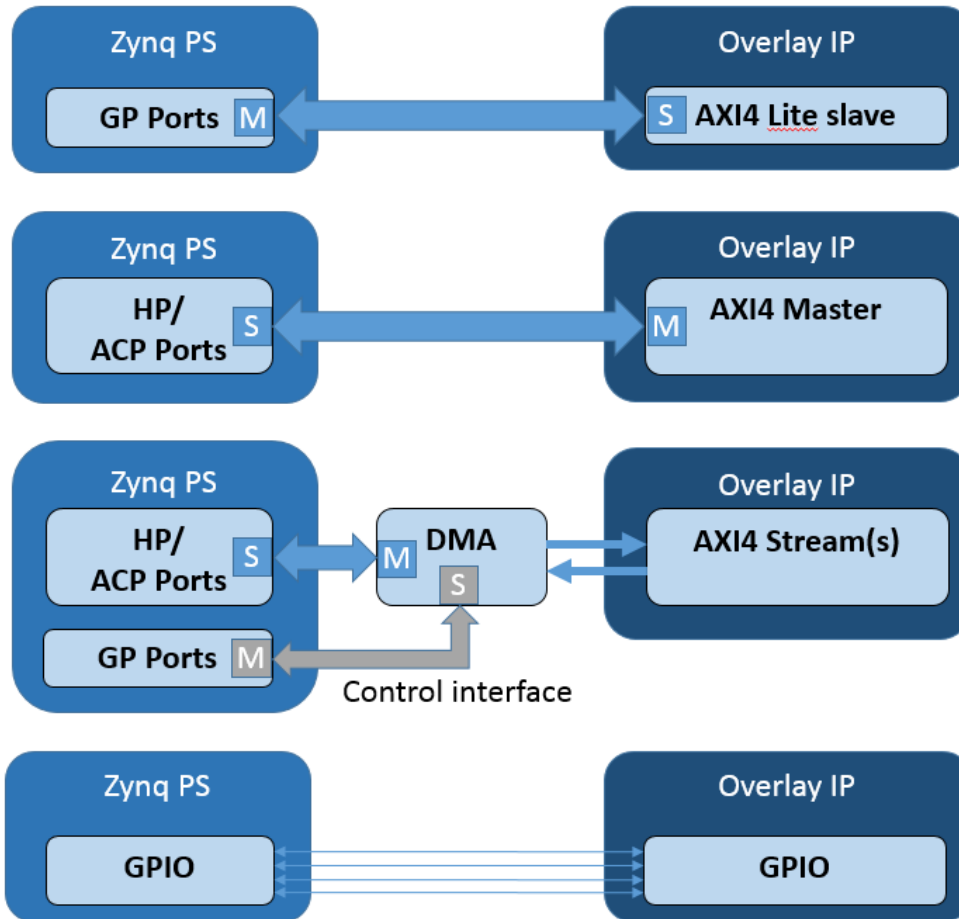 Zynq PS
Overlay IP
GP Ports
M
S
AXI4 Lite slave
Zynq PS
Overlay IP
HP/
ACP Ports
S
M
AXI4 Master
Zynq PS
Overlay IP
HP/
ACP Ports
S
M
DMA
S
AXI4 Stream(s)
GP Ports
M
Control interface
Zynq PS
Overlay IP
GPIO
GPIO